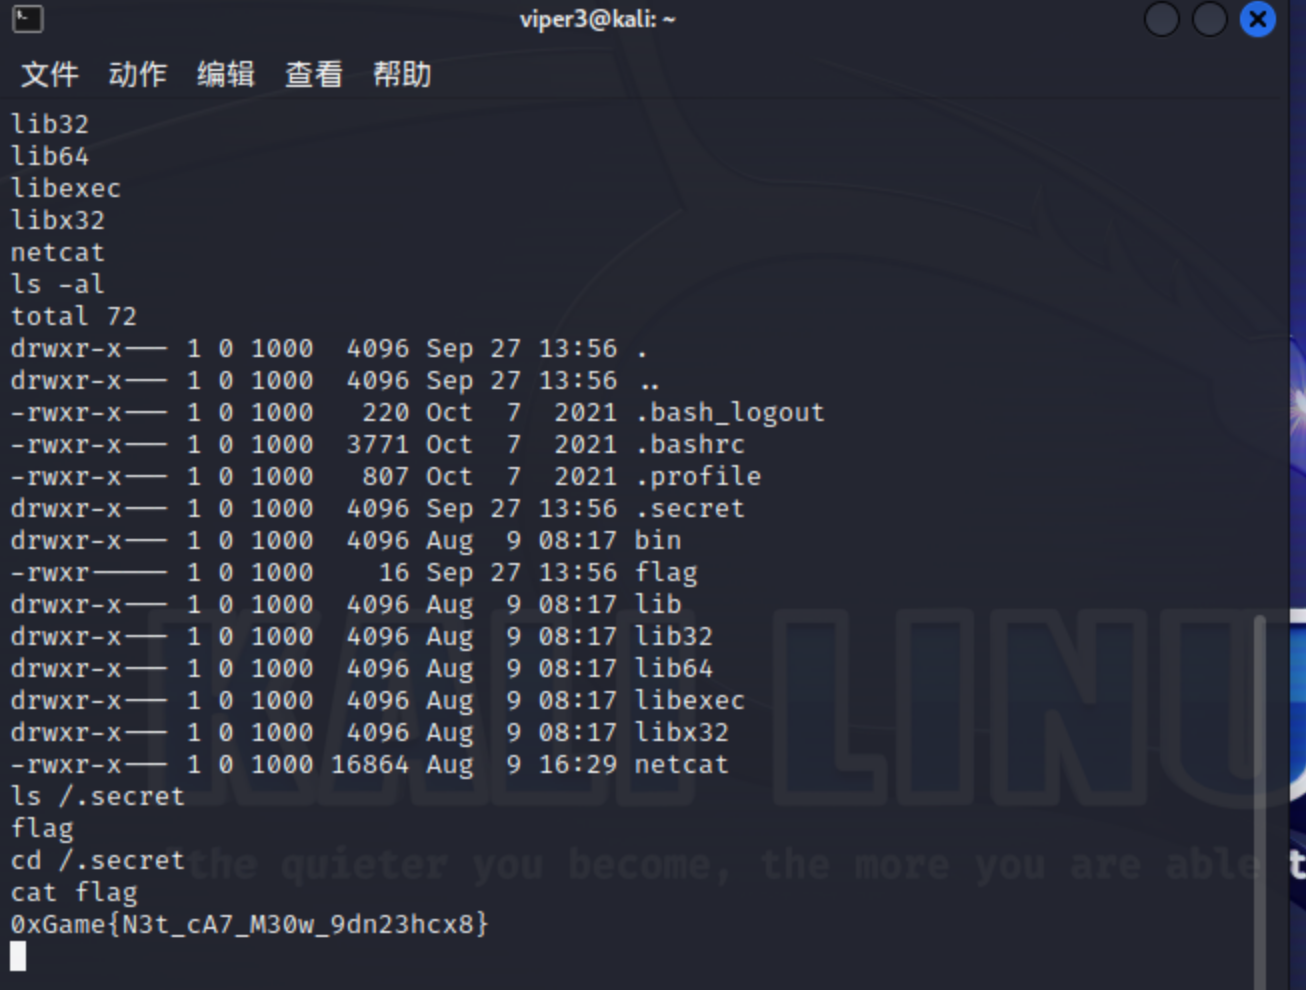 viper3@kali: ~
文件 动作 编辑 查看 帮助
lib32
lib64
libexec
libx32
netcat
ls -al
total 72
drwxr-x--- 1 0 1000  4096 Sep 27 13:56 .
drwxr-x--- 1 0 1000  4096 Sep 27 13:56 ..
-rwxr-x--- 1 0 1000   220 Oct  7  2021 .bash_logout
-rwxr-x--- 1 0 1000  3771 Oct  7  2021 .bashrc
-rwxr-x--- 1 0 1000   807 Oct  7  2021 .profile
drwxr-x--- 1 0 1000  4096 Sep 27 13:56 .secret
drwxr-x--- 1 0 1000  4096 Aug  9 08:17 bin
-rwxr----- 1 0 1000    16 Sep 27 13:56 flag
drwxr-x--- 1 0 1000  4096 Aug  9 08:17 lib
drwxr-x--- 1 0 1000  4096 Aug  9 08:17 lib32
drwxr-x--- 1 0 1000  4096 Aug  9 08:17 lib64
drwxr-x--- 1 0 1000  4096 Aug  9 08:17 libexec
drwxr-x--- 1 0 1000  4096 Aug  9 08:17 libx32
-rwxr-x--- 1 0 1000 16864 Aug  9 16:29 netcat
KALI LINU
ls /.secret
flag
cd /.secret
"the quieter you become, the more you are able t
cat flag
0xGame{N3t_cA7_M30w_9dn23hcx8}